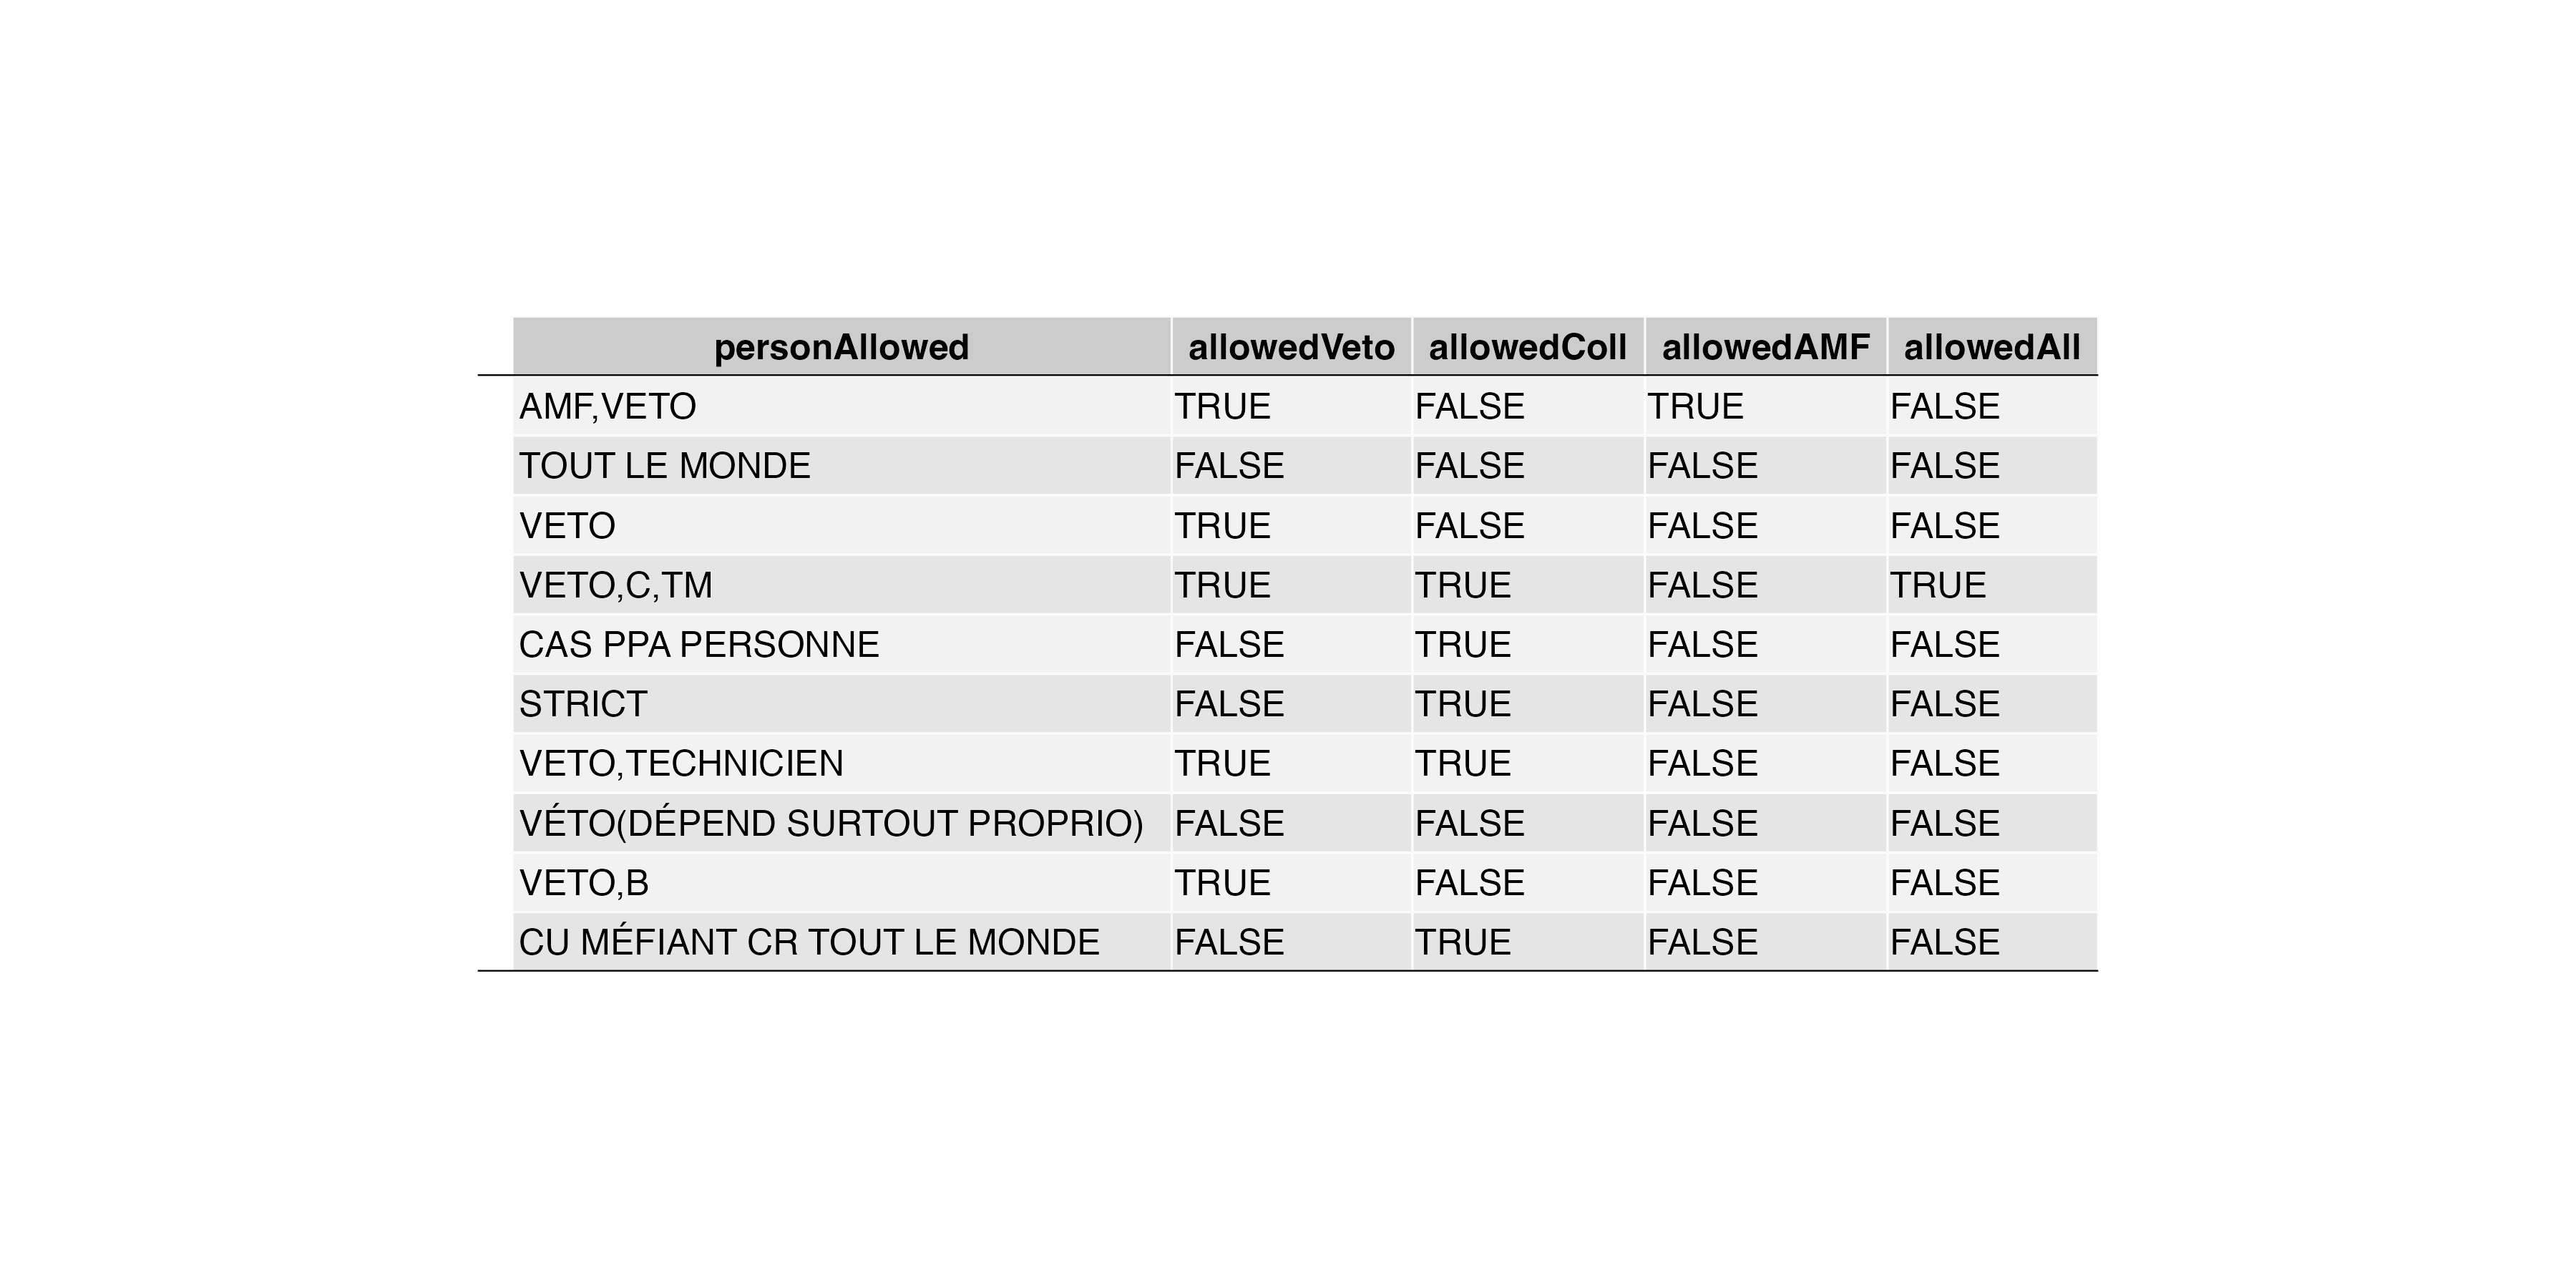 personAllowed allowedVeto allowedColl allowedAMF allowedAll
AMF,VETO TRUE FALSE TRUE FALSE
TOUT LE MONDE FALSE FALSE FALSE FALSE
VETO TRUE FALSE FALSE FALSE
VETO,C,TM TRUE TRUE FALSE TRUE
CAS PPA PERSONNE FALSE TRUE FALSE FALSE
STRICT FALSE TRUE FALSE FALSE
VETO,TECHNICIEN TRUE TRUE FALSE FALSE
VÉTO(DÉPEND SURTOUT PROPRIO) FALSE FALSE FALSE FALSE
VETO,B TRUE FALSE FALSE FALSE
CU MÉFIANT CR TOUT LE MONDE FALSE TRUE FALSE FALSE